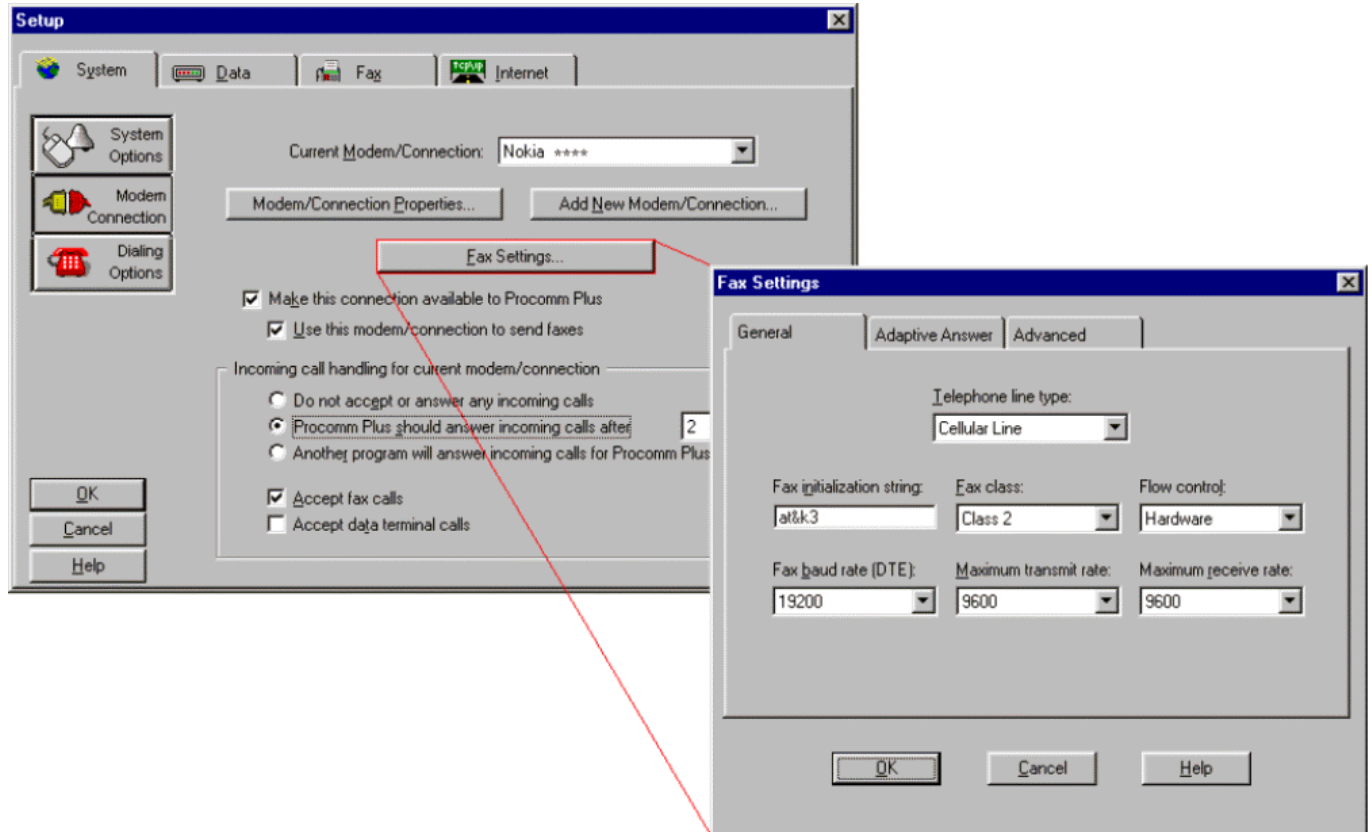 Setup
System
Data
Fax
Internet
System
Options
Modem
Connection
Dialing
Options
Current Modem/Connection:
Nokia ****
Modem/Connection Properties...
Add New Modem/Connection...
Fax Settings...
Make this connection available to Procomm Plus
Use this modem/connection to send faxes
Incoming call handling for current modem/connection
Do not accept or answer any incoming calls
Procomm Plus should answer incoming calls after
2
Another program will answer incoming calls for Procomm Plus
Accept fax calls
Accept data terminal calls
OK
Cancel
Help
Fax Settings
General
Adaptive Answer
Advanced
Telephone line type:
Cellular Line
Fax initialization string:
Fax class:
Flow control:
at&k3
Class 2
Hardware
Fax baud rate (DTE):
Maximum transmit rate:
Maximum receive rate:
19200
9600
9600
OK
Cancel
Help